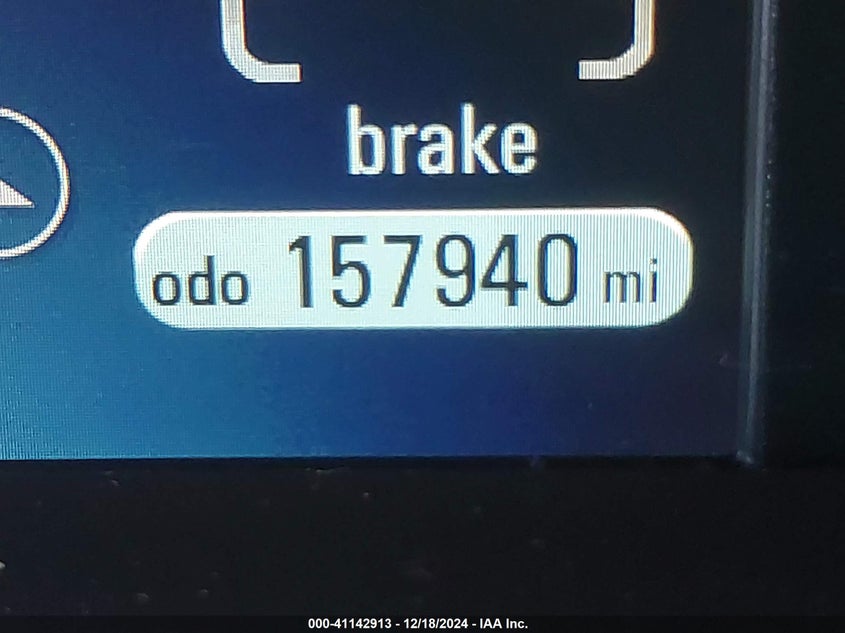 brake
odo 157940 mi
000-41142913 - 12/18/2024 - IAA Inc.